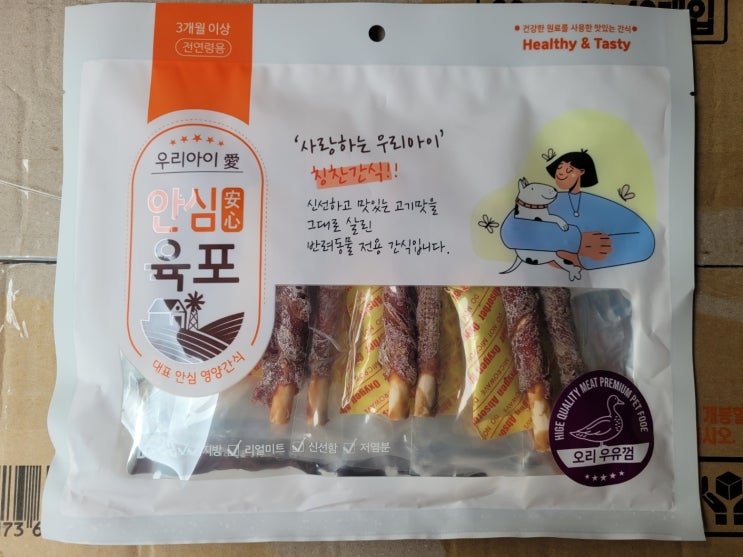 3개월 이상
전연령용
건강한 원료를 사용한 맛있는 간식
Healthy & Tasty
우리아이 愛
안심 安心
육포
대표 안심 영양간식
'사랑하는 우리아이'
칭찬간식!!
신선하고 맛있는 고기맛을
그대로 살린
반려동물 전용 간식입니다.
지방 리얼미트 신선함 저염분
HIGE QUALITY MEAT PREMIUM PET FOOE
오리 우유껌
73 6